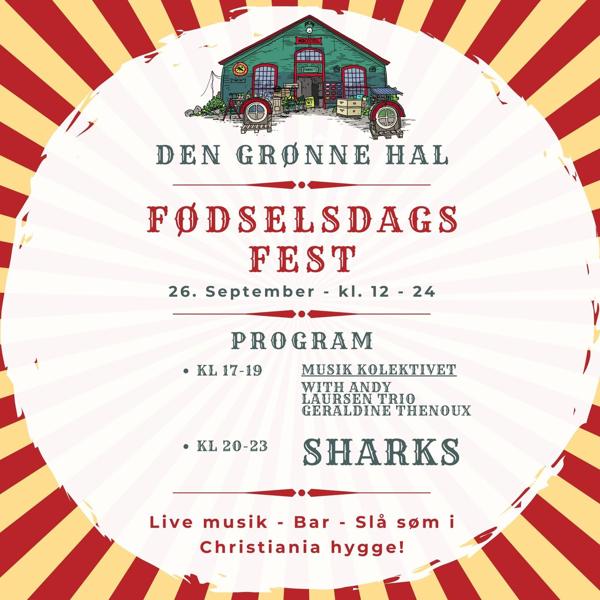 DEN GRØNNE HAL
FØDSELSDAGS
FEST
26. September - kl. 12 - 24
PROGRAM
• KL 17-19 MUSIK KOLEKTIVET
WITH ANDY
LAURSEN TRIO
GERALDINE THENOUX
• KL 20-23 SHARKS
Live musik - Bar - Slå søm i
Christiania hygge!